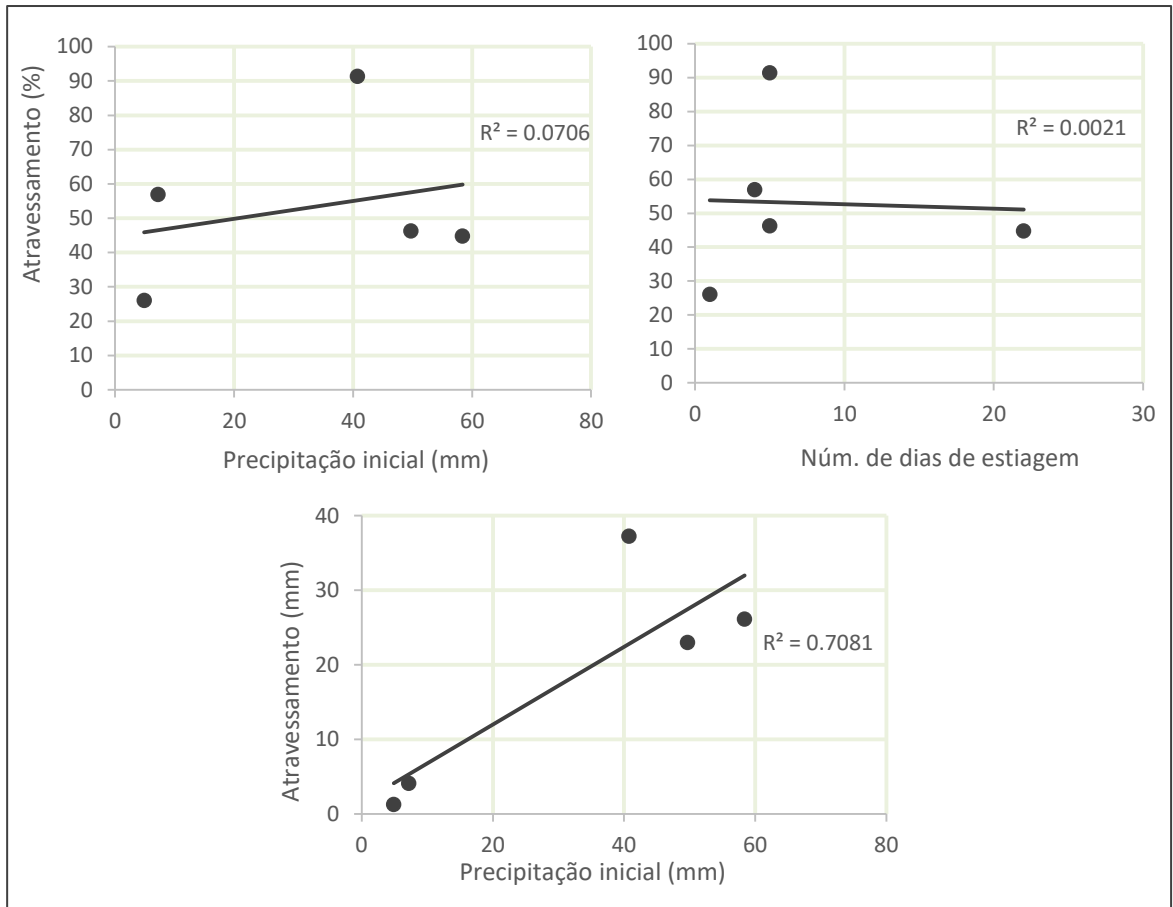 Atravessamento (%)
100
90
80
70
60
50
40
30
20
10
0
R² = 0.0706
0 20 40 60 80
Precipitação inicial (mm)
100
90
80
70
60
50
40
30
20
10
0
R² = 0.0021
0 10 20 30
Núm. de dias de estiagem
Atravessamento (mm)
40
30
20
10
0
R² = 0.7081
0 20 40 60 80
Precipitação inicial (mm)